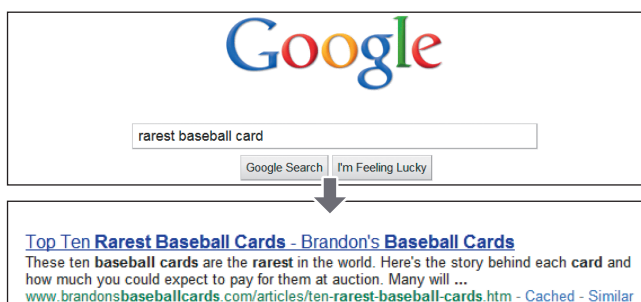 Google
rarest baseball card
Google Search I'm Feeling Lucky
Top Ten Rarest Baseball Cards - Brandon's Baseball Cards
These ten baseball cards are the rarest in the world. Here's the story behind each card and
how much you could expect to pay for them at auction. Many will ...
www.brandonsbaseballcards.com/articles/ten-rarest-baseball-cards.htm - Cached - Similar